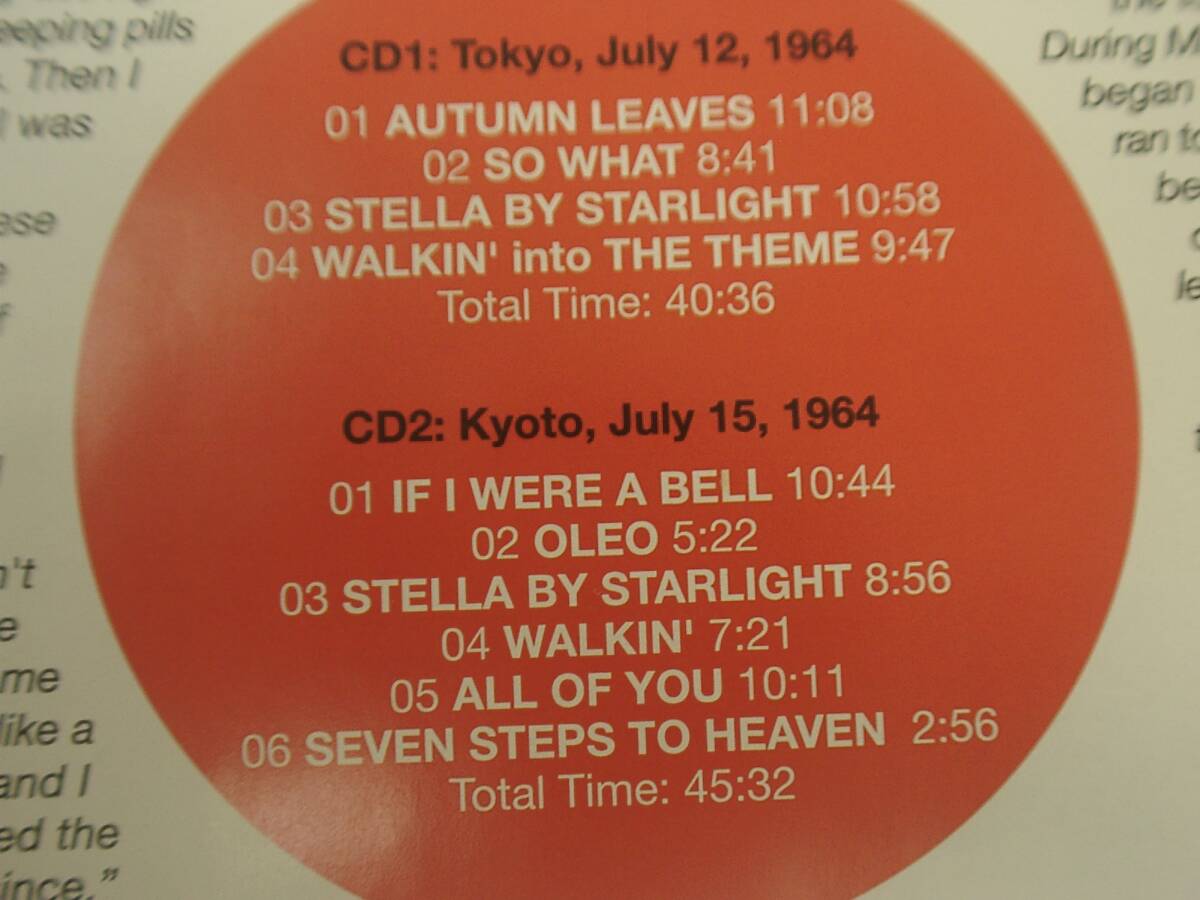 eeping pills
Then I
was
ese
n't
me
like a
and I
ed the
ince."
CD1: Tokyo, July 12, 1964
01 AUTUMN LEAVES 11:08
02 SO WHAT 8:41
03 STELLA BY STARLIGHT 10:58
04 WALKIN' into THE THEME 9:47
Total Time: 40:36
CD2: Kyoto, July 15, 1964
01 IF I WERE A BELL 10:44
02 OLEO 5:22
03 STELLA BY STARLIGHT 8:56
04 WALKIN' 7:21
05 ALL OF YOU 10:11
06 SEVEN STEPS TO HEAVEN 2:56
Total Time: 45:32
During M
began
ran to
be
le